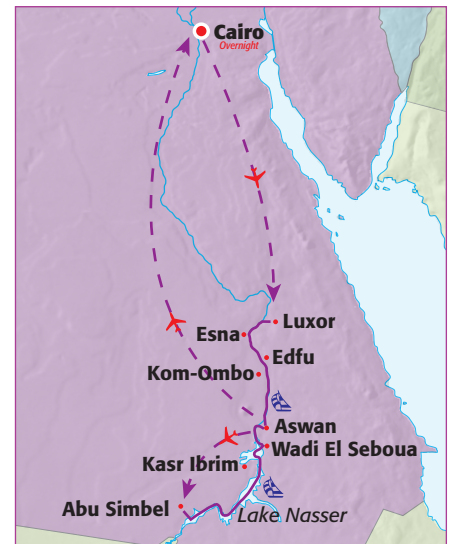 Cairo
Overnight
Luxor
Esna
Edfu
Kom-Ombo
Aswan
Wadi El Seboua
Kasr Ibrim
Abu Simbel
Lake Nasser